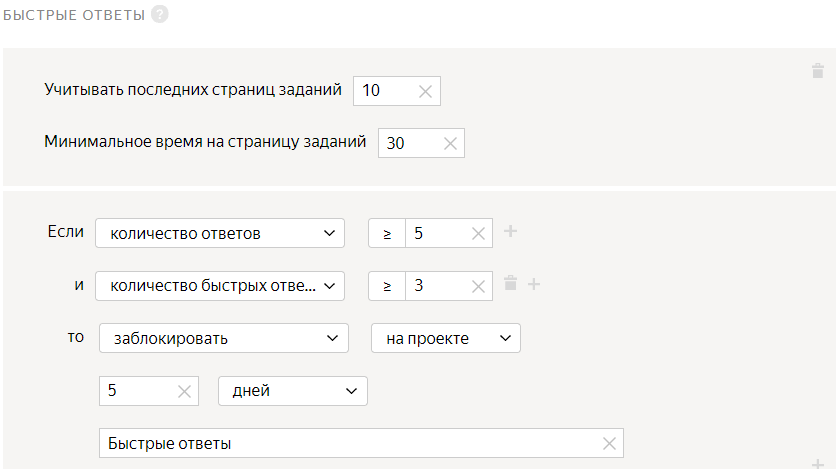 БЫСТРЫЕ ОТВЕТЫ ?
Учитывать последних страниц заданий 10
Минимальное время на страницу заданий 30
Если количество ответов ≥ 5
и количество быстрых отве... ≥ 3
то заблокировать на проекте
5 дней
Быстрые ответы